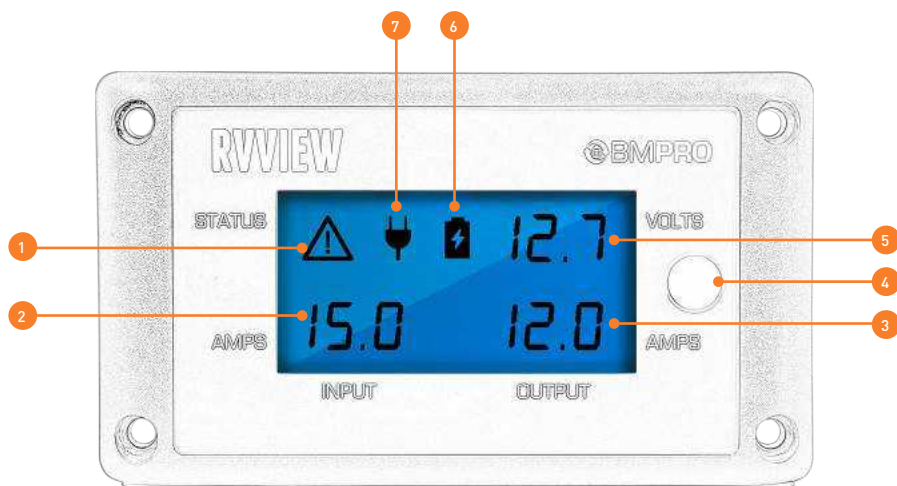 7 6
RVVIEW BMPRO
STATUS 12.7 VOLTS
1 5
4
2 15.0 12.0 3
AMPS AMPS
INPUT OUTPUT